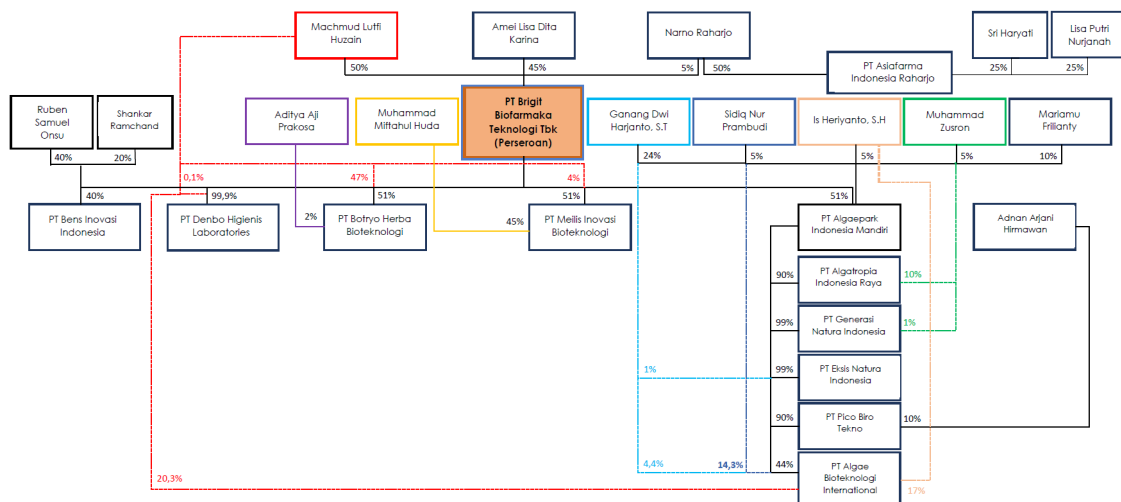 Machmud Lutfi
Huzain
Amei Lisa Dita
Karina
Narno Raharjo
Sri Haryati
Lisa Putri
Nurjanah
50%
45%
5%
50%
PT Asiafarma
Indonesia Raharjo
25%
25%
Ruben
Samuel
Onsu
Shankar
Ramchand
Aditya Aji
Prakosa
Muhammad
Miftahul Huda
PT Brigit
Biofarmaka
Teknologi Tbk
(Perseroan)
Ganang Dwi
Harjanto, S.T
Sidiq Nur
Prambudi
Is Heriyanto, S.H
Muhammad
Zusron
Mariamu
Frilianty
40%
20%
24%
5%
5%
5%
10%
0,1%
47%
4%
40%
99,9%
51%
51%
51%
PT Bens Inovasi
Indonesia
PT Denbo Higienis
Laboratories
2%
PT Botryo Herba
Bioteknologi
45%
PT Meilis Inovasi
Bioteknologi
PT Algaepark
Indonesia Mandiri
Adnan Arjani
Hirmawan
90%
PT Algatropia
Indonesia Raya
10%
99%
PT Generasi
Natura Indonesia
1%
1%
99%
PT Eksis Natura
Indonesia
90%
PT Pico Biro
Tekno
10%
20,3%
4,4%
14,3%
44%
PT Algae
Bioteknologi
International
17%